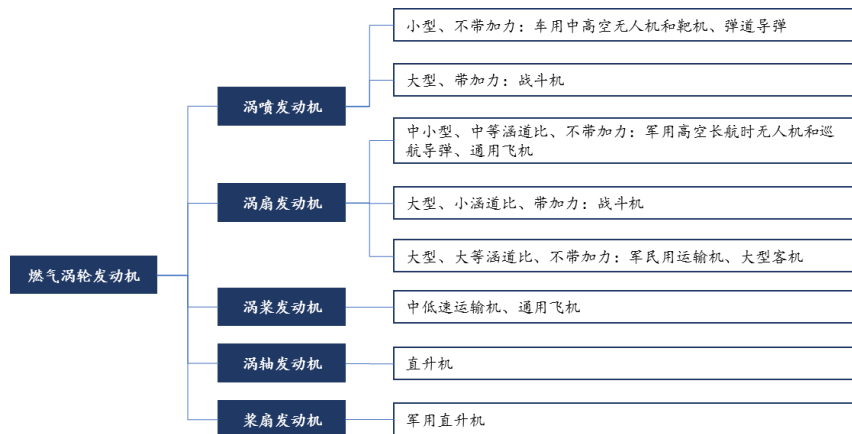 燃气涡轮发动机
涡喷发动机
小型、不带加力：车用中高空无人机和靶机、弹道导弹
大型、带加力：战斗机
涡扇发动机
中小型、中等涵道比、不带加力：军用高空长航时无人机和巡
航导弹、通用飞机
大型、小涵道比、带加力：战斗机
大型、大等涵道比、不带加力：军民用运输机、大型客机
涡桨发动机
中低速运输机、通用飞机
涡轴发动机
直升机
桨扇发动机
军用直升机